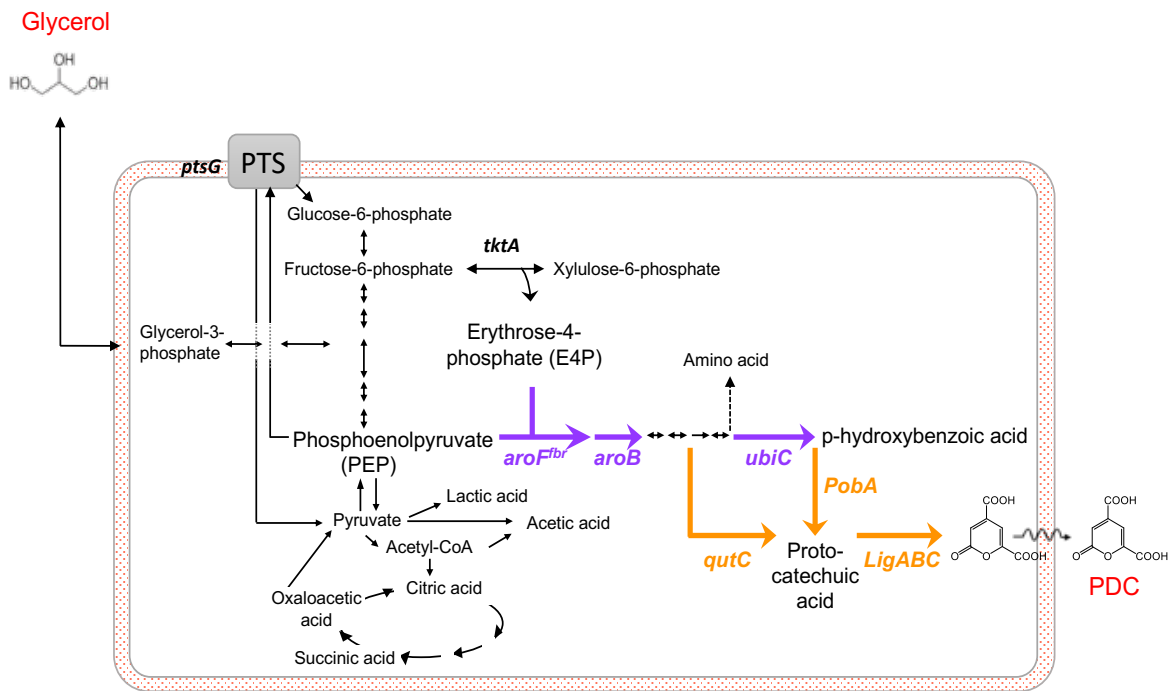 Glycerol
OH
HO
OH
ptsG
PTS
Glucose-6-phosphate
tktA
Fructose-6-phosphate
Xylulose-6-phosphate
Glycerol-3-
phosphate
Erythrose-4-
phosphate (E4P)
Amino acid
Phosphoenolpyruvate
(PEP)
aroF^fbr
aroB
ubiC
p-hydroxybenzoic acid
PobA
Lactic acid
Pyruvate
Acetic acid
Acetyl-CoA
qutC
Proto-
catechuic
acid
LigABC
COOH
O
O
COOH
COOH
O
O
COOH
PDC
Citric acid
Oxaloacetic
acid
Succinic acid